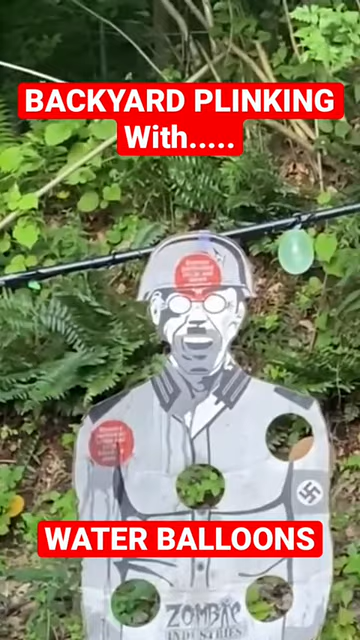 BACKYARD PLINKING
With.....
WATER BALLOONS
ZOMBIE
INDUSTRIES